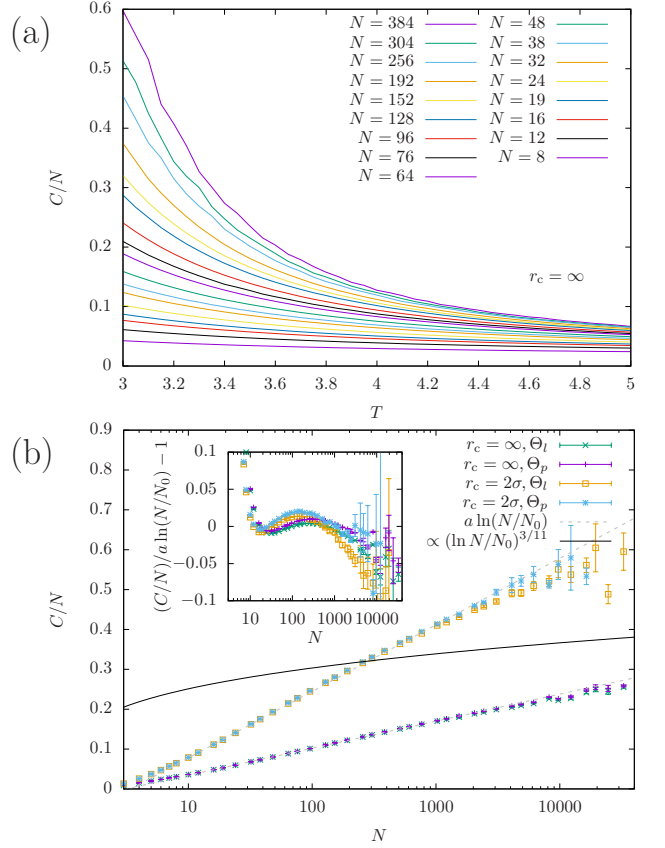 (a)
0.6
0.5
0.4
0.3
0.2
0.1
0
C/N
N = 384
N = 304
N = 256
N = 192
N = 152
N = 128
N = 96
N = 76
N = 64
N = 48
N = 38
N = 32
N = 24
N = 19
N = 16
N = 12
N = 8
r_c = ∞
3 3.2 3.4 3.6 3.8 4 4.2 4.4 4.6 4.8 5
T
(b)
0.9
0.8
0.7
0.6
0.5
0.4
0.3
0.2
0.1
0
C/N
(C/N)/a ln(N/N₀) − 1
0.1
0.05
0
−0.05
−0.1
10 100 1000 10000
N
r_c = ∞, Θ_l
r_c = ∞, Θ_p
r_c = 2σ, Θ_l
r_c = 2σ, Θ_p
a ln(N/N₀)
∝ (ln N/N₀)^{3/11}
10 100 1000 10000
N